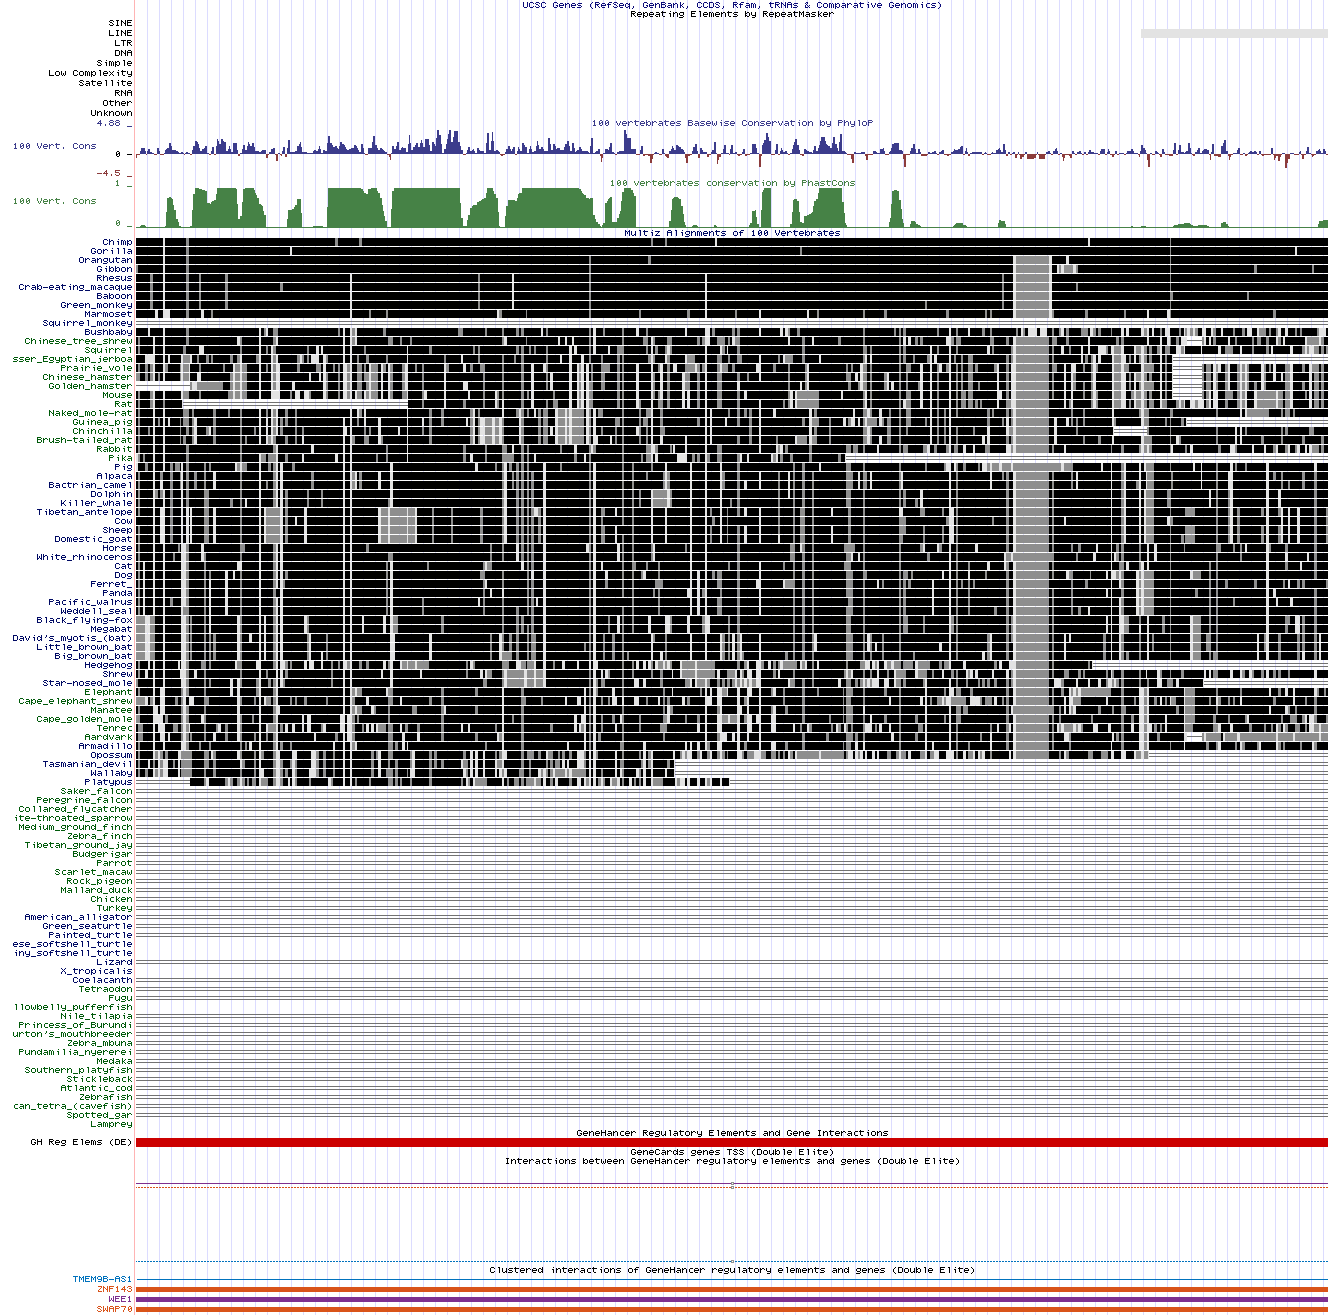 UCSC Genes (RefSeq, GenBank, CCDS, Rfam, tRNAs & Comparative Genomics)
Repeating Elements by RepeatMasker
SINE
LINE
LTR
DNA
Simple
Low Complexity
Satellite
RNA
Other
Unknown
4.88 _
100 vertebrates Basewise Conservation by PhyloP
100 Vert. Cons
0 -
-4.5 _
1 _
100 vertebrates conservation by PhastCons
100 Vert. Cons
0 _
Multiz Alignments of 100 Vertebrates
Chimp
Gorilla
Orangutan
Gibbon
Rhesus
Crab-eating_macaque
Baboon
Green_monkey
Marmoset
Squirrel_monkey
Bushbaby
Chinese_tree_shrew
Squirrel
sser_Egyptian_jerboa
Prairie_vole
Chinese_hamster
Golden_hamster
Mouse
Rat
Naked_mole-rat
Guinea_pig
Chinchilla
Brush-tailed_rat
Rabbit
Pika
Pig
Alpaca
Bactrian_camel
Dolphin
Killer_whale
Tibetan_antelope
Cow
Sheep
Domestic_goat
Horse
White_rhinoceros
Cat
Dog
Ferret_
Panda
Pacific_walrus
Weddell_seal
Black_flying-fox
Megabat
David's_myotis_(bat)
Little_brown_bat
Big_brown_bat
Hedgehog
Shrew
Star-nosed_mole
Elephant
Cape_elephant_shrew
Manatee
Cape_golden_mole
Tenrec
Aardvark
Armadillo
Opossum
Tasmanian_devil
Wallaby
Platypus
Saker_falcon
Peregrine_falcon
Collared_flycatcher
ite-throated_sparrow
Medium_ground_finch
Zebra_finch
Tibetan_ground_jay
Budgerigar
Parrot
Scarlet_macaw
Rock_pigeon
Mallard_duck
Chicken
Turkey
American_alligator
Green_seaturtle
Painted_turtle
ese_softshell_turtle
iny_softshell_turtle
Lizard
X_tropicalis
Coelacanth
Tetraodon
Fugu
llowbelly_pufferfish
Nile_tilapia
Princess_of_Burundi
urton's_mouthbreeder
Zebra_mbuna
Pundamilia_nyererei
Medaka
Southern_platyfish
Stickleback
Atlantic_cod
Zebrafish
can_tetra_(cavefish)
Spotted_gar
Lamprey
GeneHancer Regulatory Elements and Gene Interactions
GH Reg Elems (DE)
GeneCards genes TSS (Double Elite)
Interactions between GeneHancer regulatory elements and genes (Double Elite)
Clustered interactions of GeneHancer regulatory elements and genes (Double Elite)
TMEM9B-AS1
ZNF143
WEE1
SWAP70